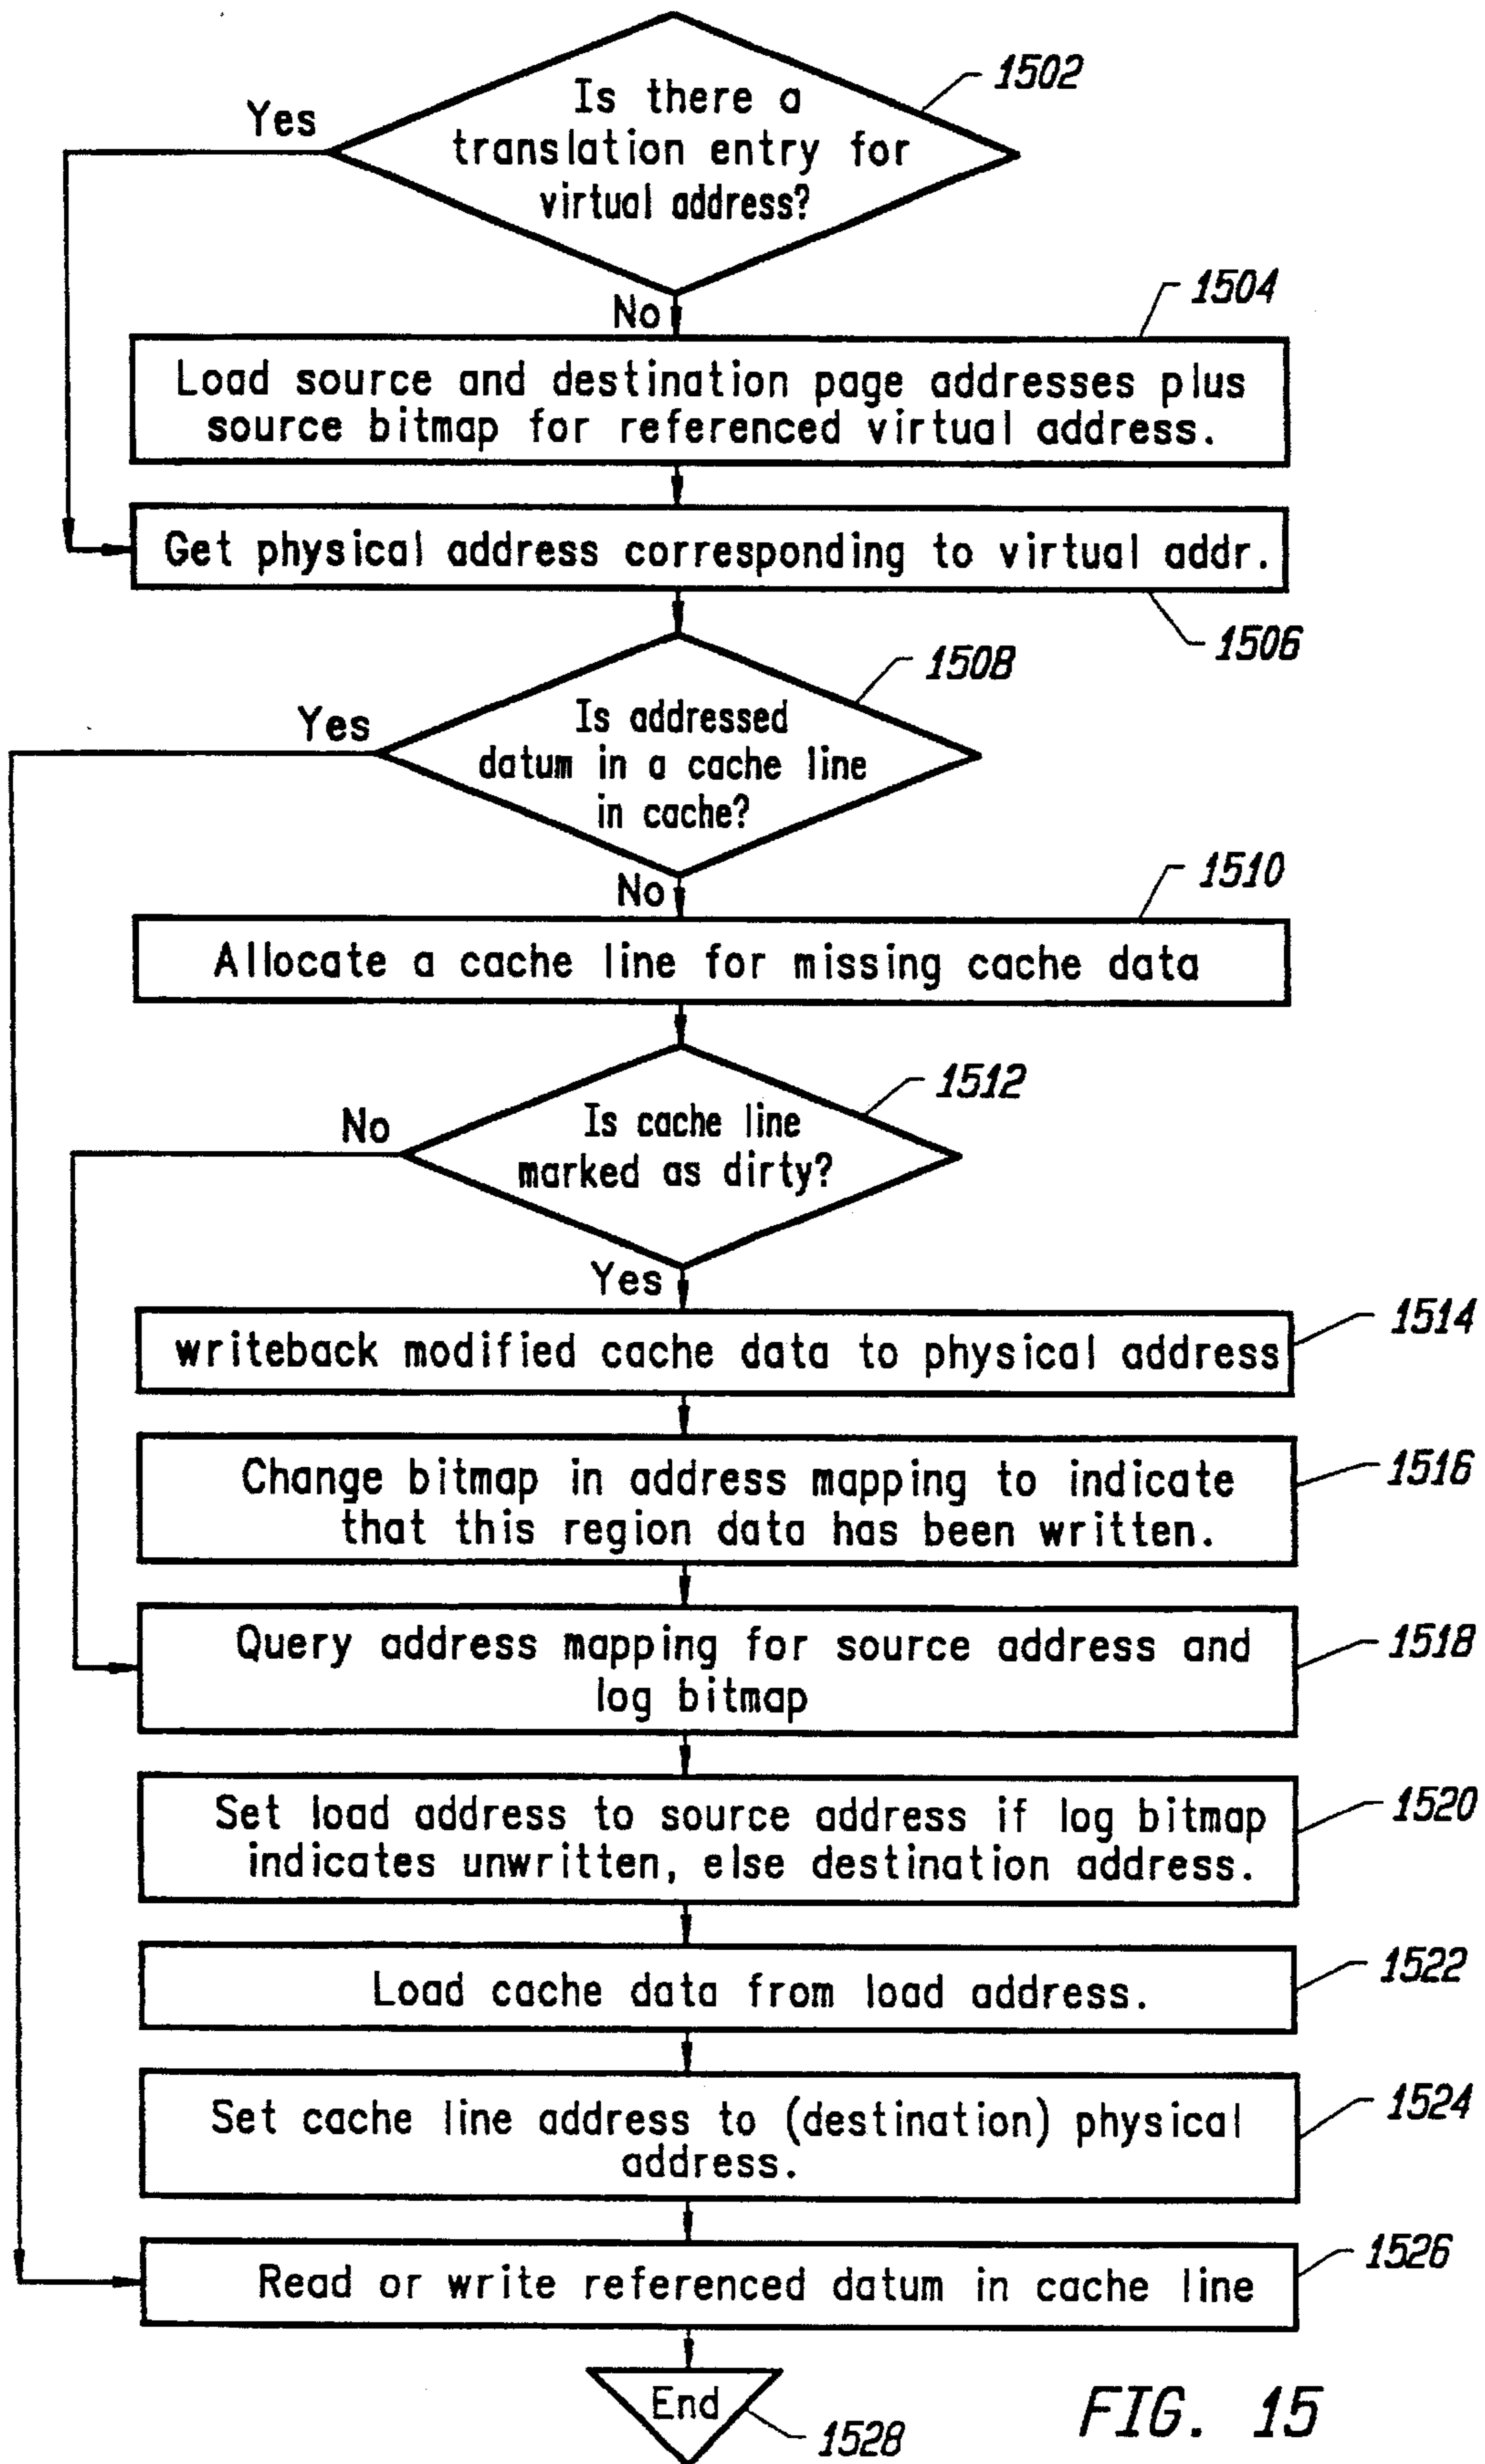 1502
Is there a
Yes
translation entry for
virtual address?
1504
No
Load source and destination page addresses plus
source bitmap for referenced virtual address.
Get physical address corresponding to virtual addr.
1506
1508
Yes
Is addressed
datum in a cache line
in cache?
1510
No
Allocate a cache line for missing cache data
1512
No
Is cache line
marked as dirty?
Yes
1514
writeback modified cache data to physical address
1516
Change bitmap in address mapping to indicate
that this region data has been written.
1518
Query address mapping for source address and
log bitmap
1520
Set load address to source address if log bitmap
indicates unwritten, else destination address.
1522
Load cache data from load address.
1524
Set cache line address to (destination) physical
address.
1526
Read or write referenced datum in cache line
End
1528
FIG. 15